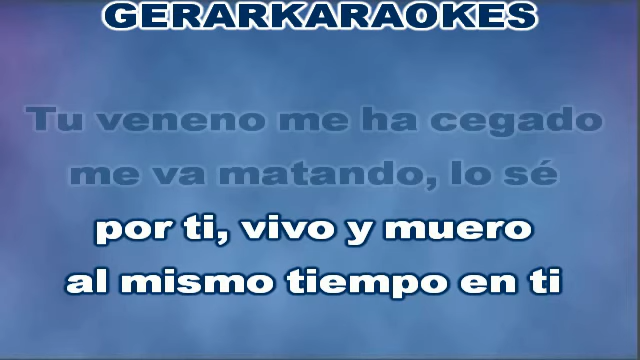 GERARKARAOKES
Tu veneno me ha cegado
me va matando, lo sé
por ti, vivo y muero
al mismo tiempo en ti